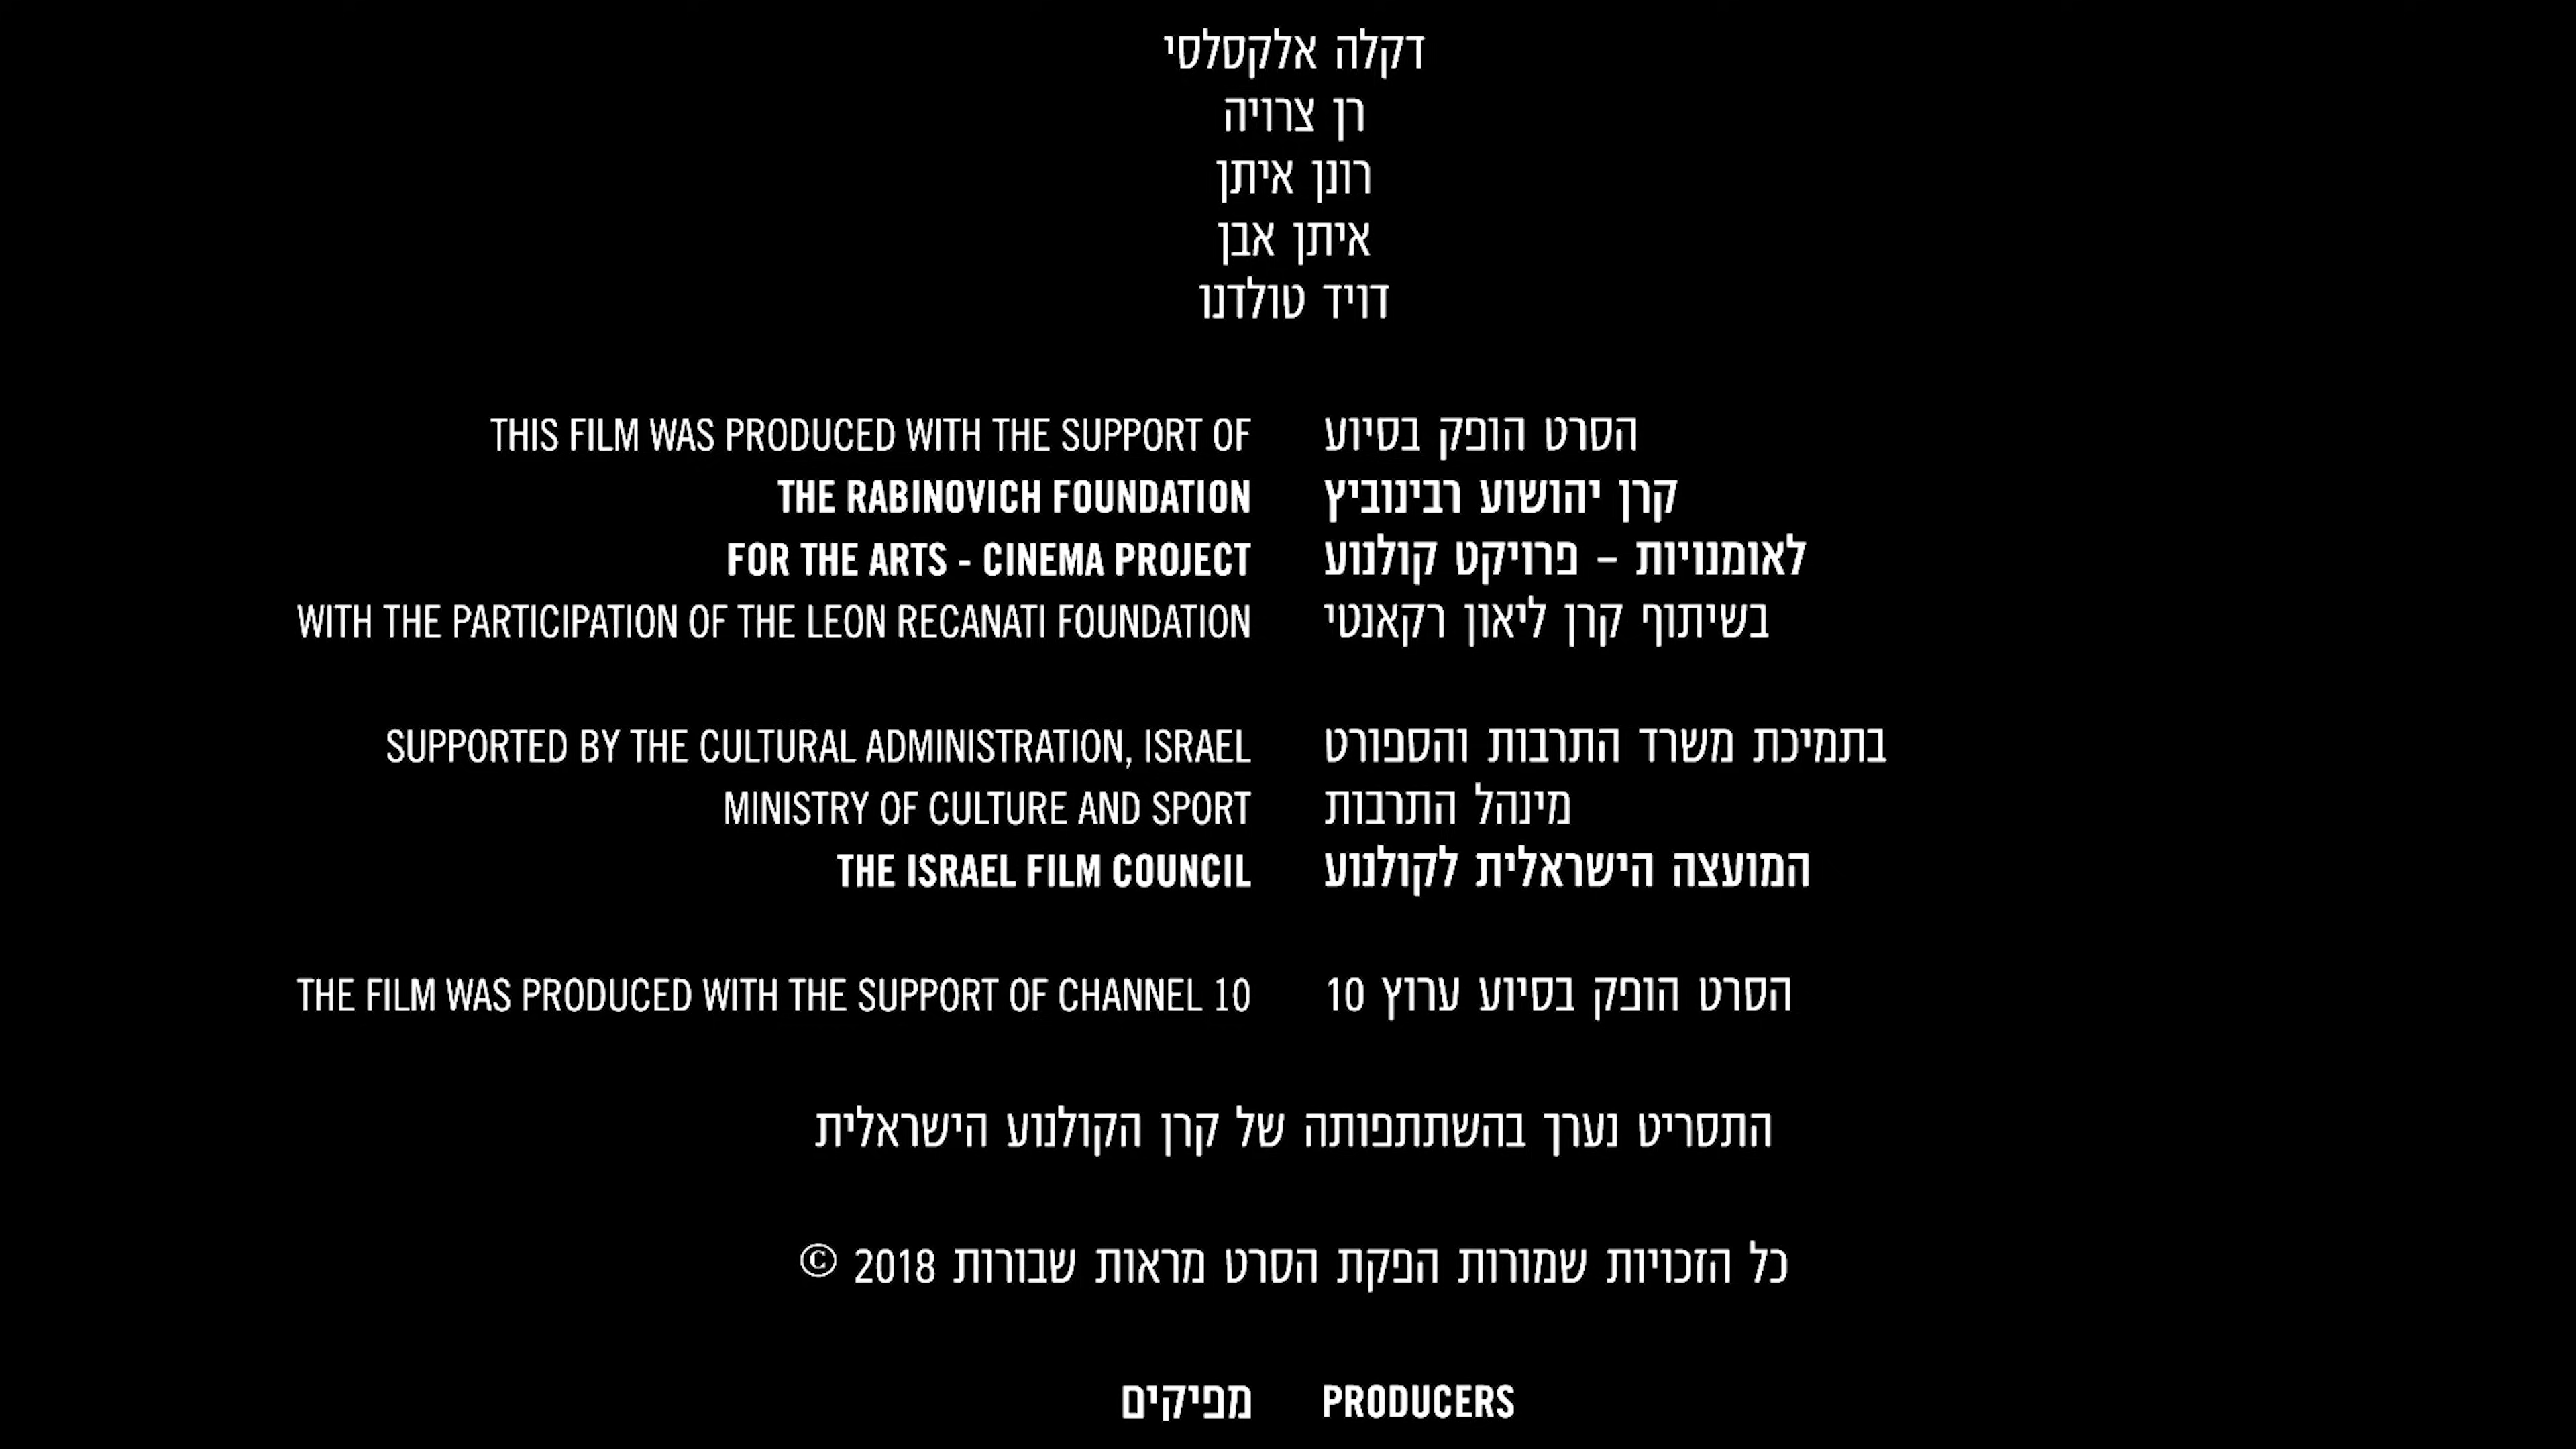 דקלה אלקסלסי
רן צרויה
רונן איתן
איתן אבן
דויד טולדנו
THIS FILM WAS PRODUCED WITH THE SUPPORT OF הסרט הופק בסיוע
THE RABINOVICH FOUNDATION קרן יהושוע רבינוביץ
FOR THE ARTS - CINEMA PROJECT לאומנויות – פרויקט קולנוע
WITH THE PARTICIPATION OF THE LEON RECANATI FOUNDATION בשיתוף קרן ליאון רקאנטי
SUPPORTED BY THE CULTURAL ADMINISTRATION, ISRAEL בתמיכת משרד התרבות והספורט
MINISTRY OF CULTURE AND SPORT מינהל התרבות
THE ISRAEL FILM COUNCIL המועצה הישראלית לקולנוע
THE FILM WAS PRODUCED WITH THE SUPPORT OF CHANNEL 10 הסרט הופק בסיוע ערוץ 10
התסריט נערך בהשתתפותה של קרן הקולנוע הישראלית
כל הזכויות שמורות הפקת הסרט מראות שבורות 2018 ©
מפיקים PRODUCERS